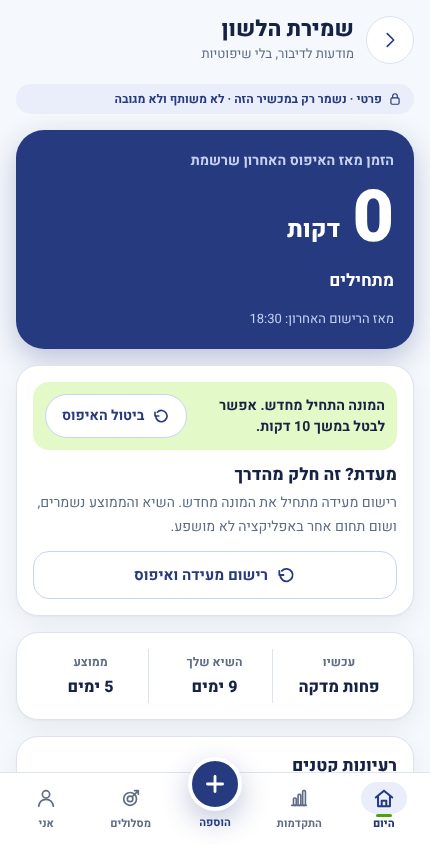 שמירת הלשון
מודעות לדיבור, בלי שיפוטיות
פרטי · נשמר רק במכשיר הזה · לא משותף ולא מגובה
הזמן מאז האיפוס האחרון שרשמת
0 דקות
מתחילים
מאז הרישום האחרון: 18:30
המונה התחיל מחדש. אפשר
לבטל במשך 10 דקות.
ביטול האיפוס
מעדת? זה חלק מהדרך
רישום מעידה מתחיל את המונה מחדש. השיא והממוצע נשמרים,
ושום תחום אחר באפליקציה לא מושפע.
רישום מעידה ואיפוס
עכשיו
פחות מדקה
השיא שלך
9 ימים
ממוצע
5 ימים
רעיונות קטנים
היום
התקדמות
הוספה
מסלולים
אני